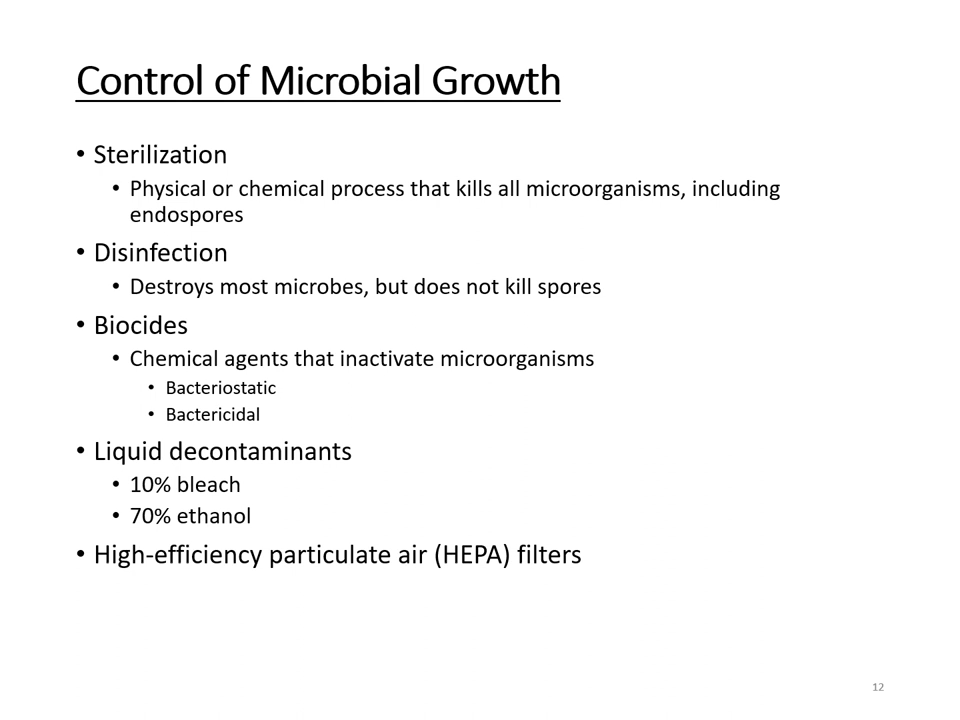 Control of Microbial Growth
• Sterilization
• Physical or chemical process that kills all microorganisms, including
endospores
• Disinfection
• Destroys most microbes, but does not kill spores
• Biocides
• Chemical agents that inactivate microorganisms
• Bacteriostatic
• Bactericidal
• Liquid decontaminants
• 10% bleach
• 70% ethanol
• High-efficiency particulate air (HEPA) filters
12